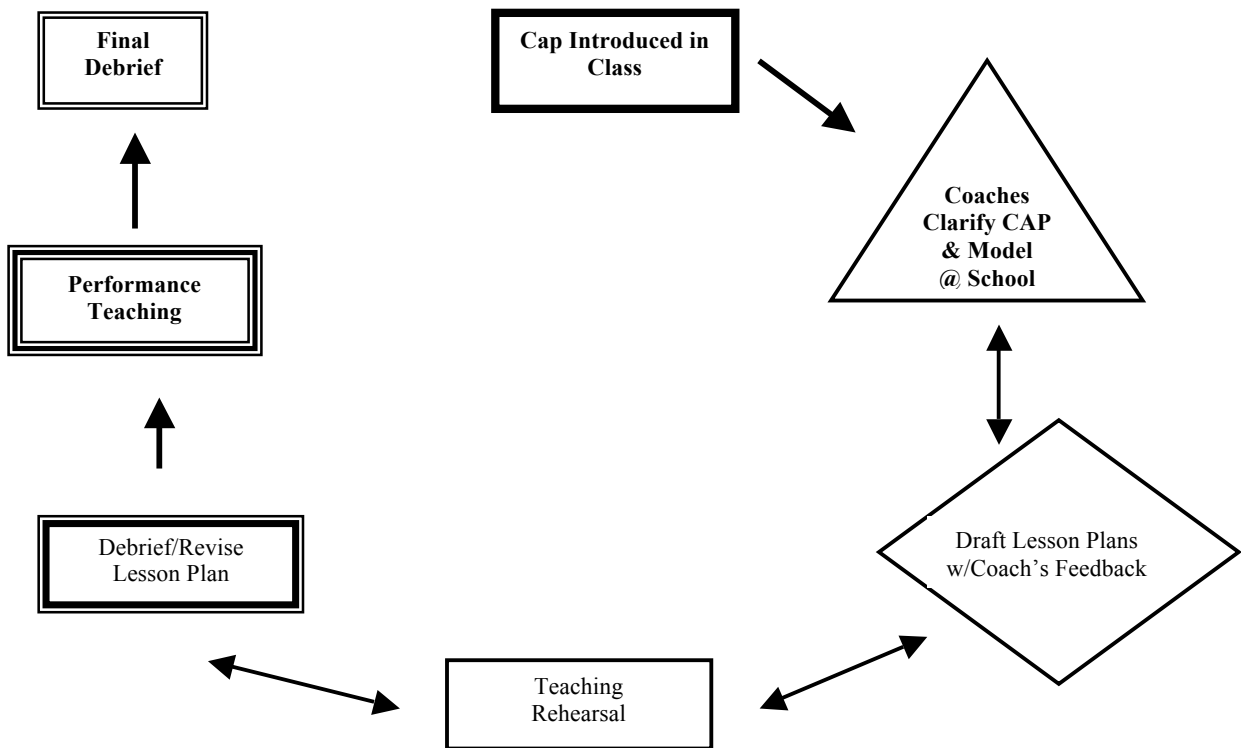 Final
Debrief
Cap Introduced in
Class
Coaches
Clarify CAP
& Model
@ School
Performance
Teaching
Debrief/Revise
Lesson Plan
Draft Lesson Plans
w/Coach’s Feedback
Teaching
Rehearsal